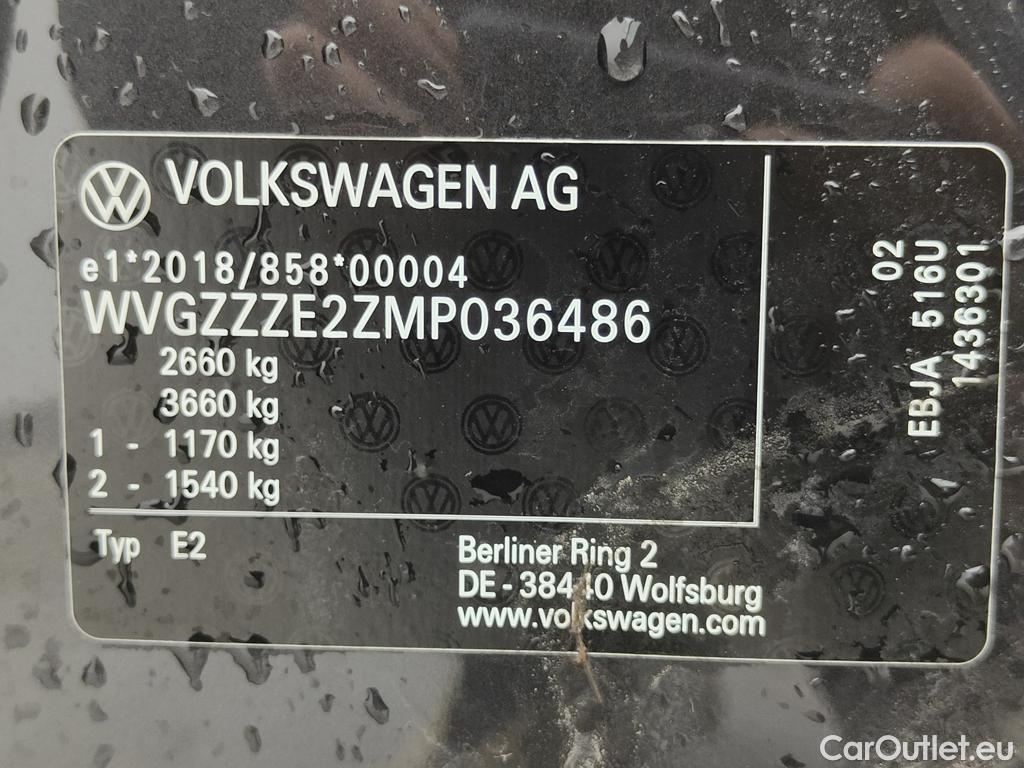 VOLKSWAGEN AG
e1*2018/858*00004
WVGZZZE2ZMP036486
2660 kg
3660 kg
1 - 1170 kg
2 - 1540 kg
Typ E2
Berliner Ring 2
DE - 38440 Wolfsburg
www.volkswagen.com
02
EBJA 516U
1436301
CarOutlet.eu